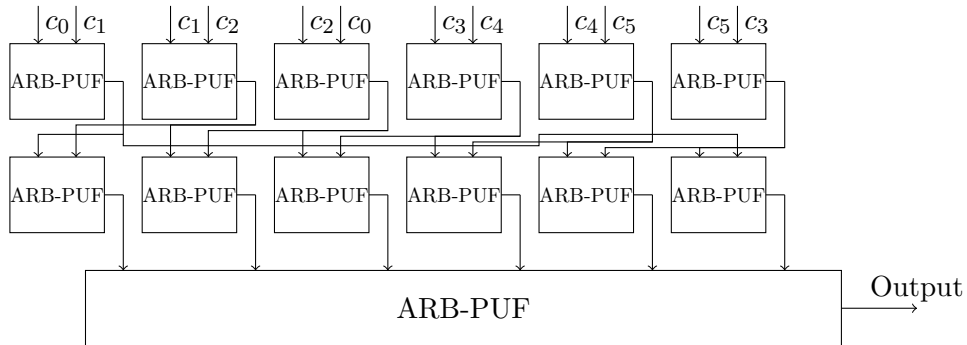 c₀ c₁ c₁ c₂ c₂ c₀ c₃ c₄ c₄ c₅ c₅ c₃
ARB-PUF ARB-PUF ARB-PUF ARB-PUF ARB-PUF ARB-PUF
ARB-PUF ARB-PUF ARB-PUF ARB-PUF ARB-PUF ARB-PUF
Output
ARB-PUF